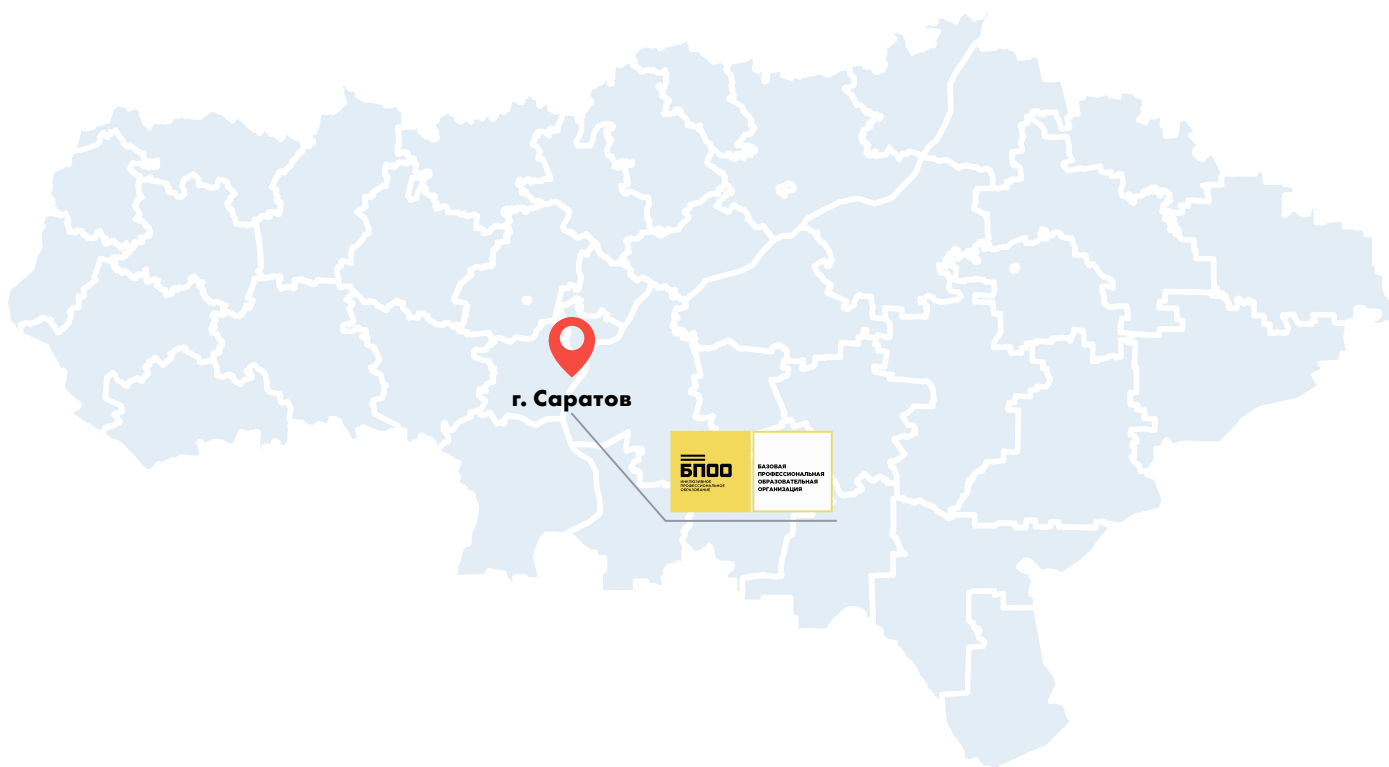 г. Саратов
БПОО
ИНКЛЮЗИВНОЕ
ПРОФЕССИОНАЛЬНОЕ
ОБРАЗОВАНИЕ
БАЗОВАЯ
ПРОФЕССИОНАЛЬНАЯ
ОБРАЗОВАТЕЛЬНАЯ
ОРГАНИЗАЦИЯ